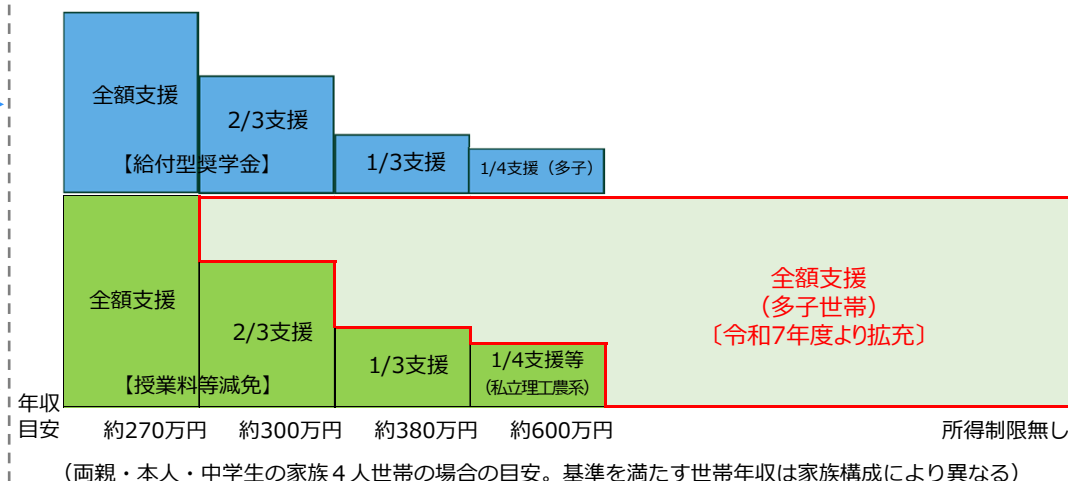 全額支援
2/3支援
1/3支援
1/4支援（多子）
【給付型奨学金】
全額支援
2/3支援
1/3支援
1/4支援等
（私立理工農系）
【授業料等減免】
全額支援
（多子世帯）
〔令和7年度より拡充〕
年収
目安
約270万円
約300万円
約380万円
約600万円
所得制限無し
（両親・本人・中学生の家族４人世帯の場合の目安。基準を満たす世帯年収は家族構成により異なる）